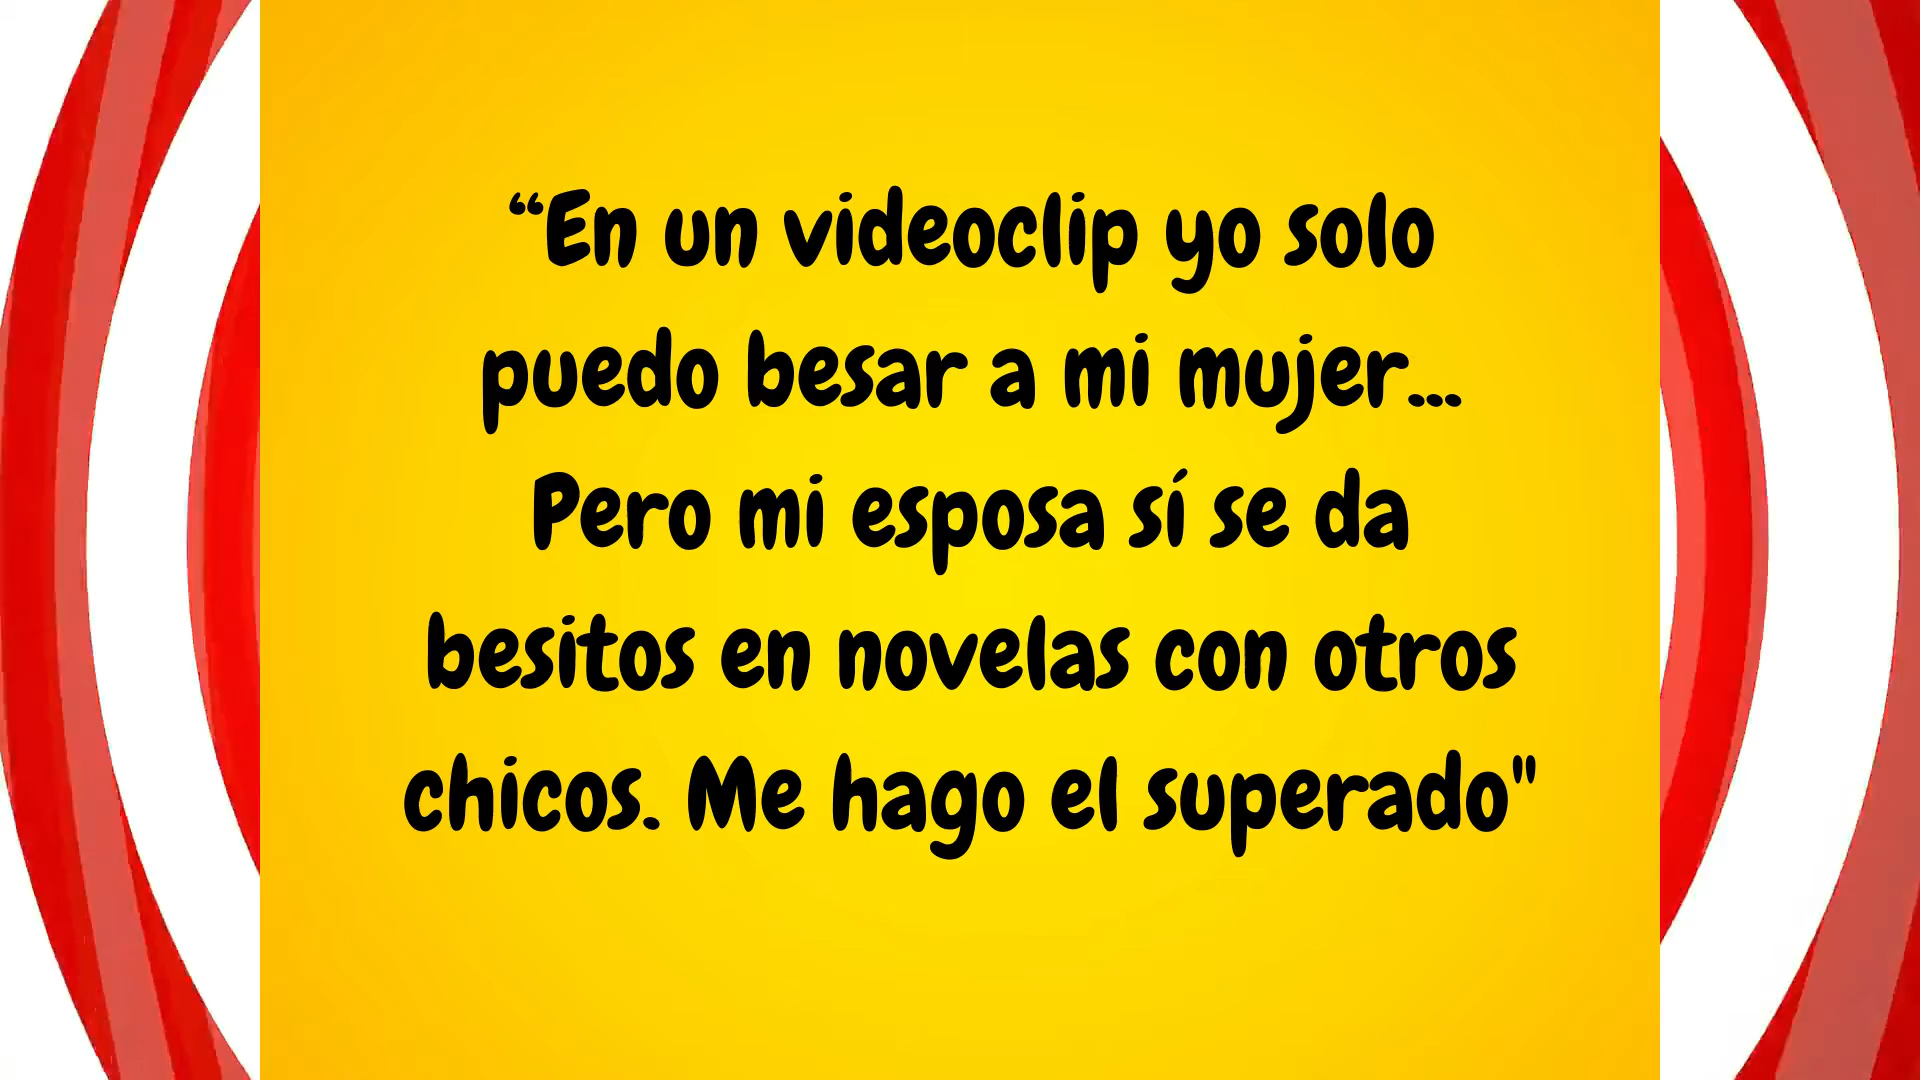 “En un videoclip yo solo
puedo besar a mi mujer...
Pero mi esposa sí se da
besitos en novelas con otros
chicos. Me hago el superado"